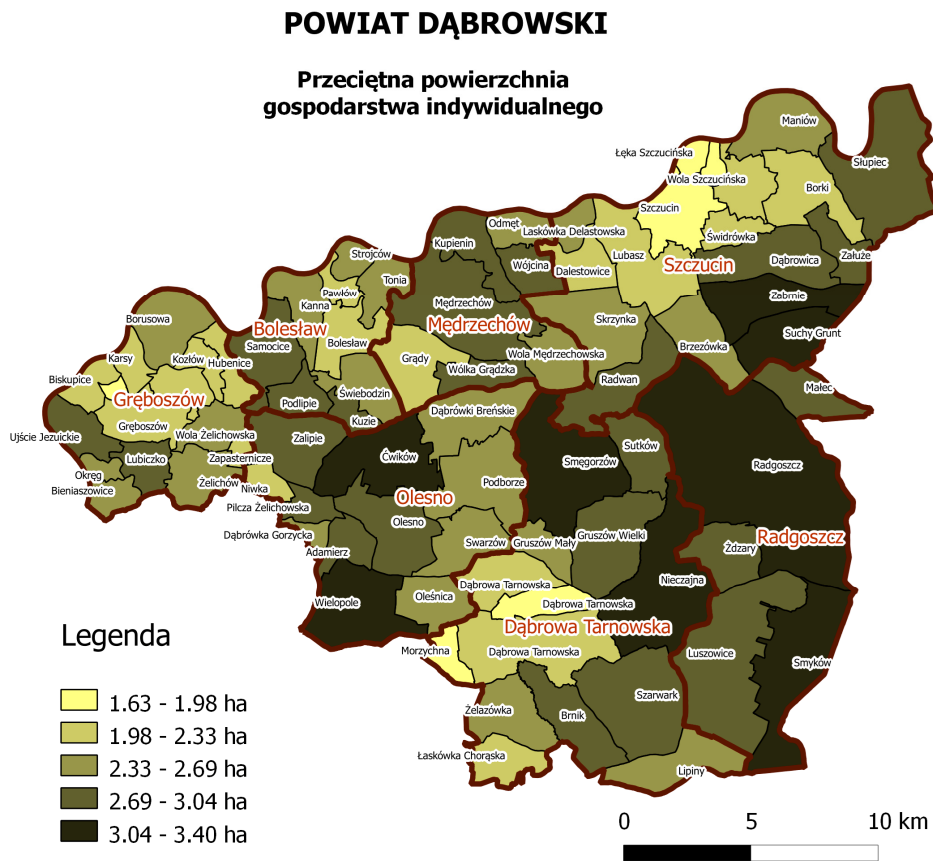 POWIAT DĄBROWSKI
Przeciętna powierzchnia
gospodarstwa indywidualnego
Maniów
Łęka Szczucińska
Słupiec
Wola Szczucińska
Borki
Szczucin
Odmęt
Laskówka Delastowska
Świdrówka
Kupienin
Strojców
Lubasz
Załuże
Dąbrowica
Wójcina
Szczucin
Dalestowice
Tonia
Pawłów
Zabrnie
Mędrzechów
Kanna
Borusowa
Skrzynka
Mędrzechów
Bolesław
Suchy Grunt
Bolesław
Samocice
Brzezówka
Wola Mędrzechowska
Karsy
Kozłów
Grądy
Hubenice
Wólka Grądzka
Biskupice
Radwan
Malec
Świebodzin
Gręboszów
Podlipie
Dąbrówki Breńskie
Kuzie
Gręboszów
Ujście Jezuickie
Wola Żelichowska
Zalipie
Sutków
Ćwików
Lubiczko
Zapasternicze
Smęgorzów
Radgoszcz
Okręg
Żelichów
Niwka
Podborze
Bieniaszowice
Olesno
Pilcza Żelichowska
Olesno
Dąbrówka Gorzycka
Gruszów Wielki
Radgoszcz
Swarzów
Gruszów Mały
Żdżary
Adamierz
Nieczajna
Dąbrowa Tarnowska
Oleśnica
Wielopole
Dąbrowa Tarnowska
Dąbrowa Tarnowska
Legenda
Morzychna
Dąbrowa Tarnowska
Luszowice
Smyków
Szarwark
1.63 - 1.98 ha
Żelazówka
Brnik
1.98 - 2.33 ha
Łaskówka Chorąska
2.33 - 2.69 ha
Lipiny
2.69 - 3.04 ha
3.04 - 3.40 ha
0 5 10 km